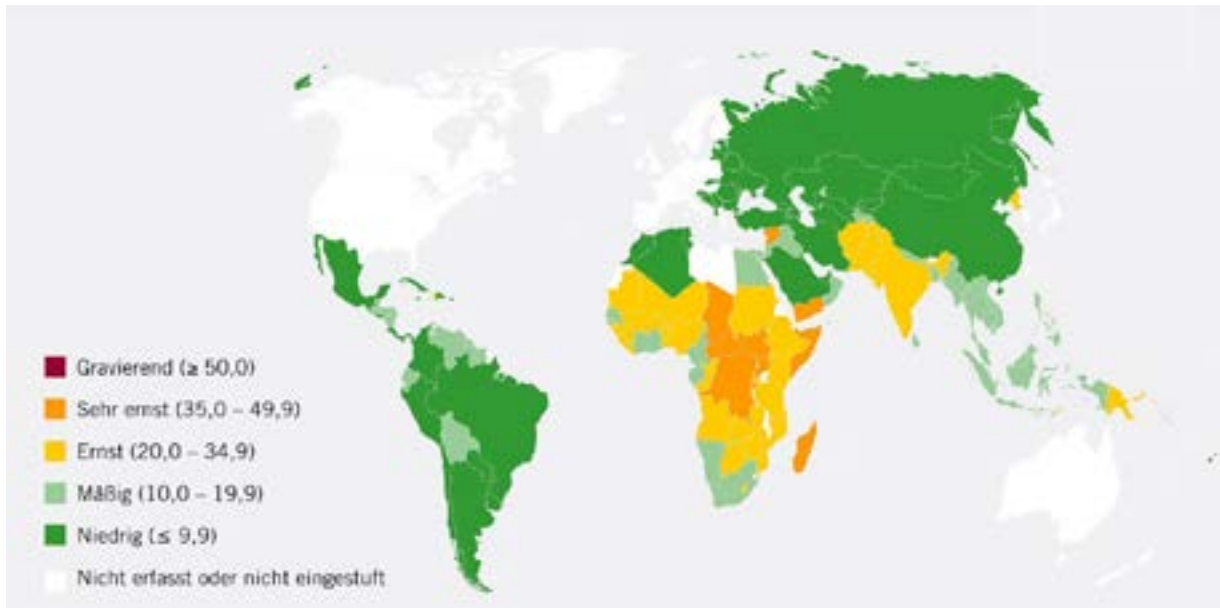 Gravierend (≥ 50,0)
Sehr ernst (35,0 – 49,9)
Ernst (20,0 – 34,9)
Mäßig (10,0 – 19,9)
Niedrig (≤ 9,9)
Nicht erfasst oder nicht eingestuft